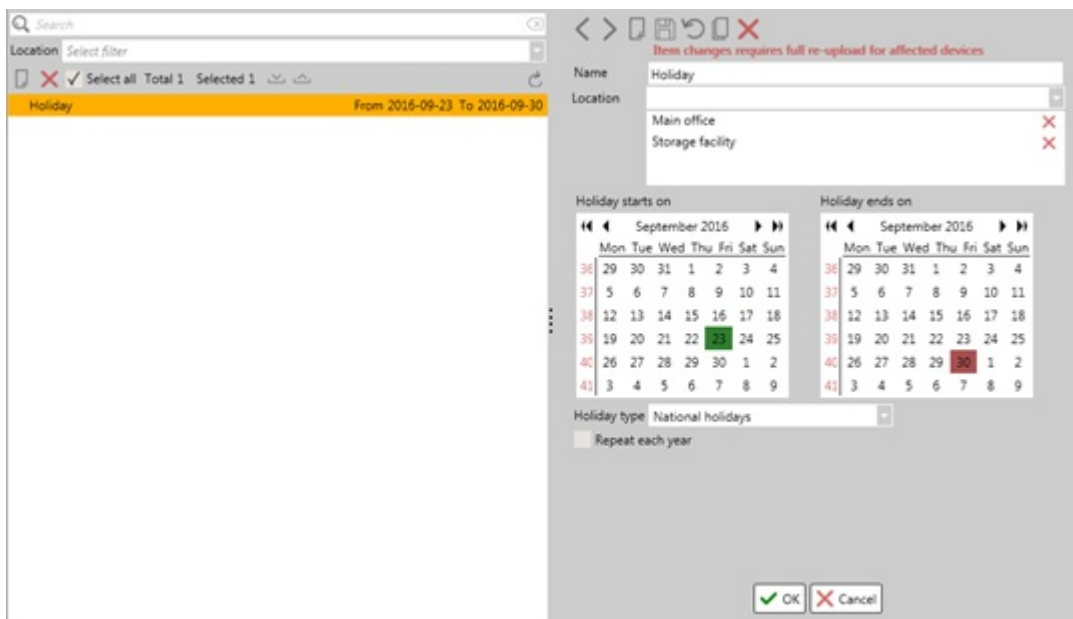 Search
Location Select filter
Select all Total 1 Selected 1
Holiday From 2016-09-23 To 2016-09-30
Item changes requires full re-upload for affected devices
Name Holiday
Location
Main office
Storage facility
Holiday starts on
September 2016
Mon Tue Wed Thu Fri Sat Sun
36 29 30 31 1 2 3 4
37 5 6 7 8 9 10 11
38 12 13 14 15 16 17 18
39 19 20 21 22 23 24 25
40 26 27 28 29 30 1 2
41 3 4 5 6 7 8 9
Holiday ends on
September 2016
Mon Tue Wed Thu Fri Sat Sun
36 29 30 31 1 2 3 4
37 5 6 7 8 9 10 11
38 12 13 14 15 16 17 18
39 19 20 21 22 23 24 25
40 26 27 28 29 30 1 2
41 3 4 5 6 7 8 9
Holiday type National holidays
Repeat each year
OK Cancel